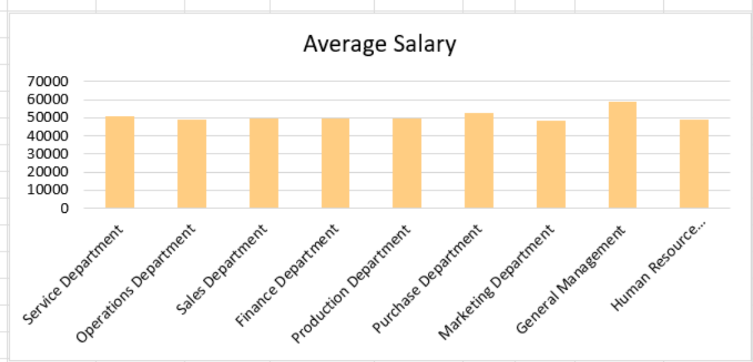 Average Salary
70000
60000
50000
40000
30000
20000
10000
0
Service Department
Operations Department
Sales Department
Finance Department
Production Department
Purchase Department
Marketing Department
General Management
Human Resource...